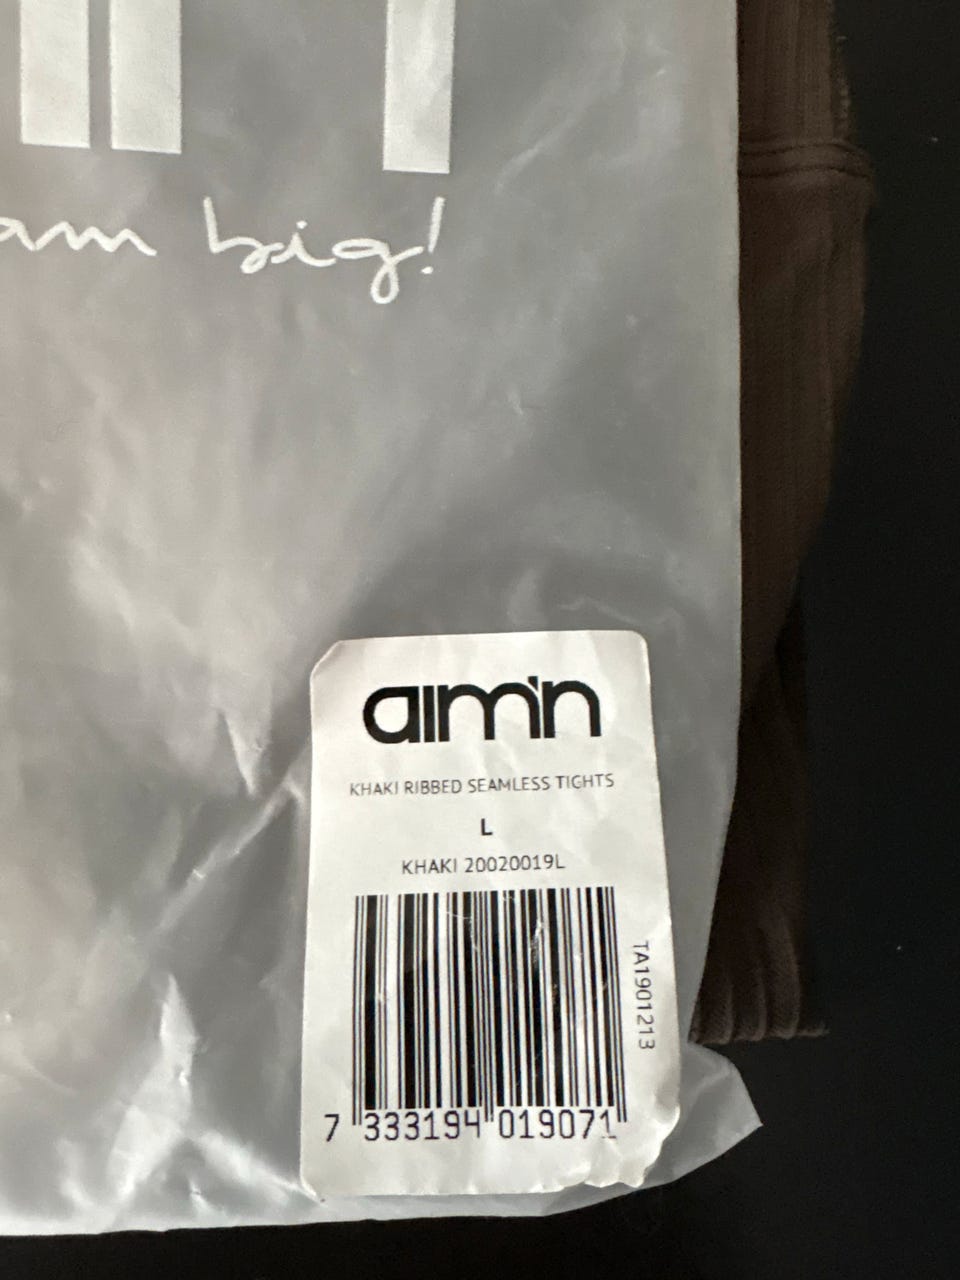 am big!
aim'n
KHAKI RIBBED SEAMLESS TIGHTS
L
KHAKI 20020019L
TA1901213
7 333194 019071